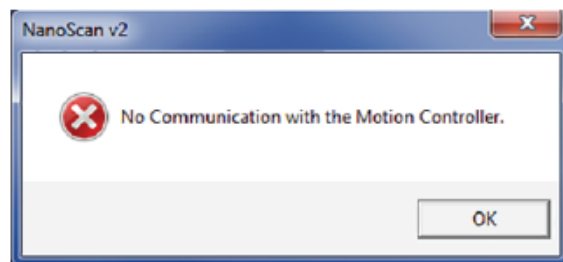 NanoScan v2
No Communication with the Motion Controller.
OK